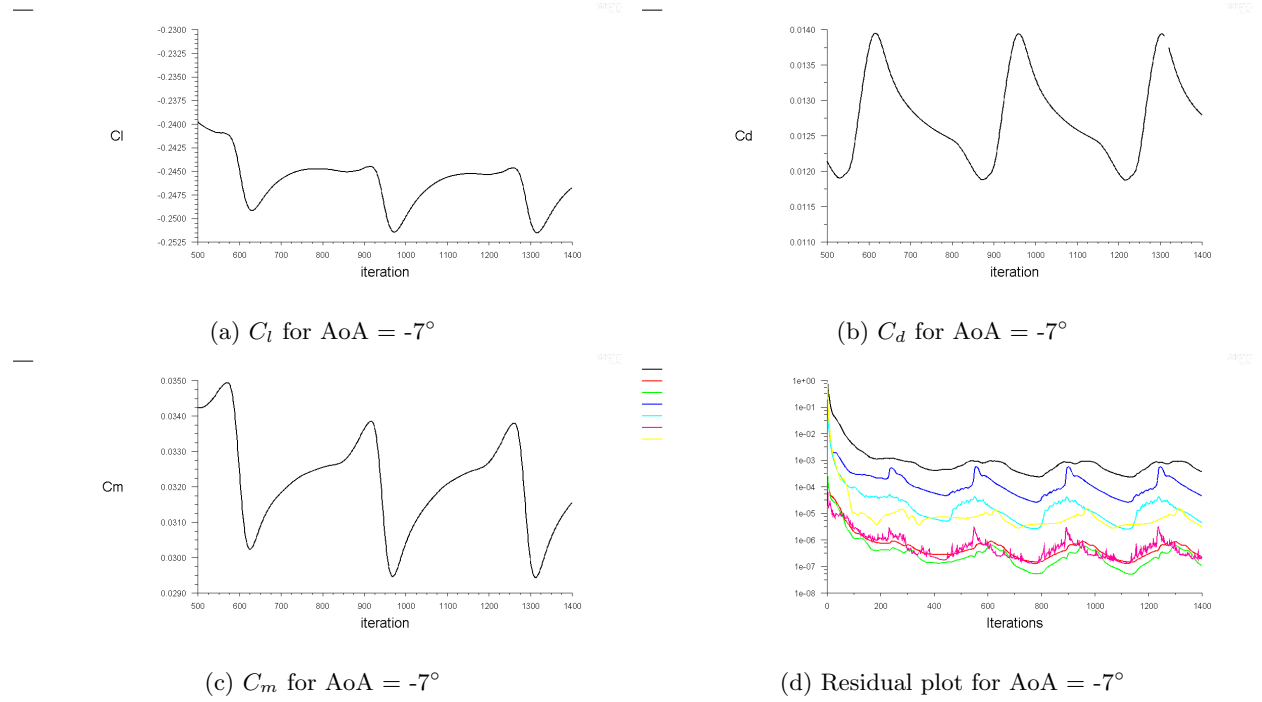 -0.2300
-0.2325
-0.2350
-0.2375
-0.2400
-0.2425
-0.2450
-0.2475
-0.2500
-0.2525
Cl
500 600 700 800 900 1000 1100 1200 1300 1400
iteration
(a) Cₗ for AoA = -7°
0.0140
0.0135
0.0130
0.0125
0.0120
0.0115
0.0110
Cd
500 600 700 800 900 1000 1100 1200 1300 1400
iteration
(b) C_d for AoA = -7°
0.0350
0.0340
0.0330
0.0320
0.0310
0.0300
0.0290
Cm
500 600 700 800 900 1000 1100 1200 1300 1400
iteration
(c) Cₘ for AoA = -7°
1e+00
1e-01
1e-02
1e-03
1e-04
1e-05
1e-06
1e-07
1e-08
0 200 400 600 800 1000 1200 1400
Iterations
(d) Residual plot for AoA = -7°